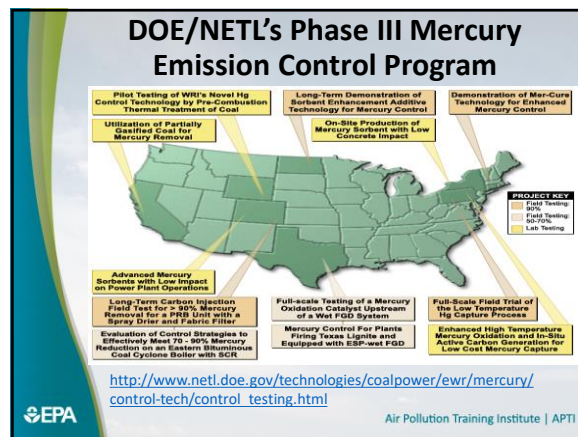 DOE/NETL's Phase III Mercury
Emission Control Program
Pilot Testing of WRI's Novel Hg
Control Technology by Pre-Combustion
Thermal Treatment of Coal
Long-Term Demonstration of
Sorbent Enhancement Additive
Technology for Mercury Control
Demonstration of Mer-Cure
Technology for Enhanced
Mercury Control
Utilization of Partially
Gasified Coal for
Mercury Removal
On-Site Production of
Mercury Sorbent with Low
Concrete Impact
PROJECT KEY
Field Testing:
90%
Field Testing:
50-70%
Lab Testing
Advanced Mercury
Sorbents with Low Impact
on Power Plant Operations
Long-Term Carbon Injection
Field Test for > 90% Mercury
Removal for a PRB Unit with a
Spray Drier and Fabric Filter
Full-scale Testing of a Mercury
Oxidation Catalyst Upstream
of a Wet FGD System
Full-Scale Field Trial of
the Low Temperature
Hg Capture Process
Evaluation of Control Strategies to
Effectively Meet 70 - 90% Mercury
Reduction on an Eastern Bituminous
Coal Cyclone Boiler with SCR
Mercury Control For Plants
Firing Texas Lignite and
Equipped with ESP-wet FGD
Enhanced High Temperature
Mercury Oxidation and In-Situ
Active Carbon Generation for
Low Cost Mercury Capture
http://www.netl.doe.gov/technologies/coalpower/ewr/mercury/
control-tech/control_testing.html
EPA
Air Pollution Training Institute | APTI